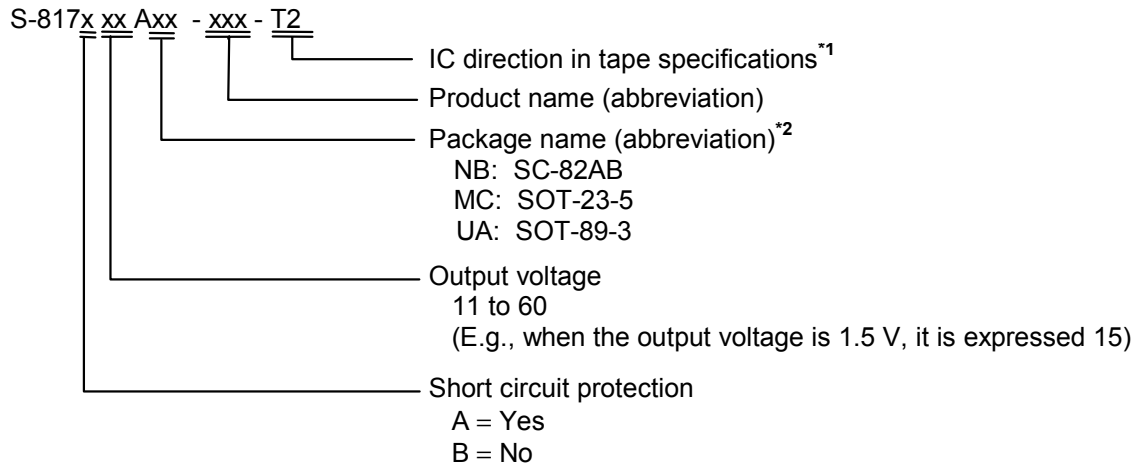 S-817x xx Axx - xxx - T2
IC direction in tape specifications*1
Product name (abbreviation)
Package name (abbreviation)*2
NB: SC-82AB
MC: SOT-23-5
UA: SOT-89-3
Output voltage
11 to 60
(E.g., when the output voltage is 1.5 V, it is expressed 15)
Short circuit protection
A = Yes
B = No